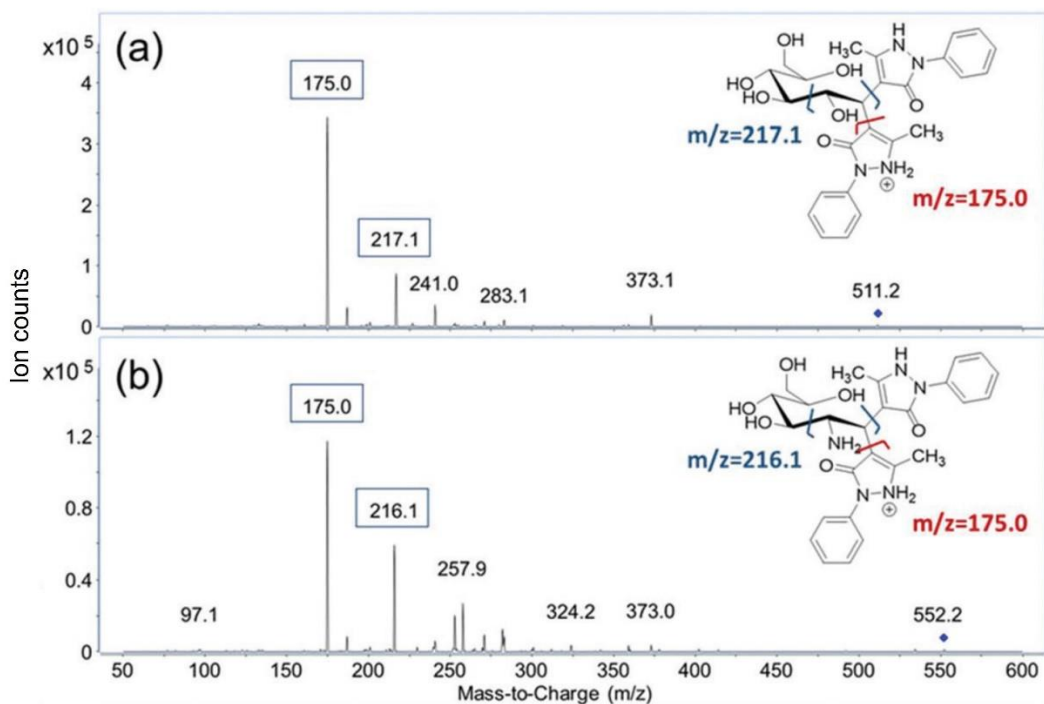 Ion counts
x10 5
(a)
4
3
2
1
0
175.0
217.1
241.0
283.1
373.1
511.2
OH
HO
HO
OH
OH
H3C
H
N
N
O
m/z=217.1
O
CH3
N
NH2
⊕
m/z=175.0
x10 5
(b)
1.2
0.8
0.4
0
97.1
175.0
216.1
257.9
324.2
373.0
552.2
OH
HO
HO
OH
NH2
H3C
H
N
N
O
m/z=216.1
O
CH3
N
NH2
⊕
m/z=175.0
50 100 150 200 250 300 350 400 450 500 550 600
Mass-to-Charge (m/z)